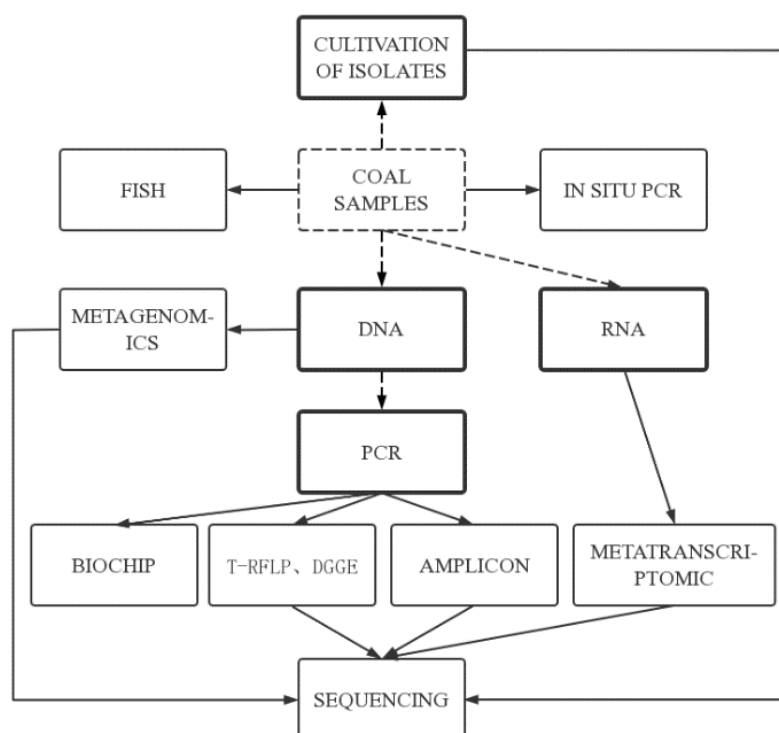 CULTIVATION
OF ISOLATES
FISH
COAL
SAMPLES
IN SITU PCR
METAGENOM-
ICS
DNA
RNA
PCR
BIOCHIP
T-RFLP、DGGE
AMPLICON
METATRANSCRI-
PTOMIC
SEQUENCING